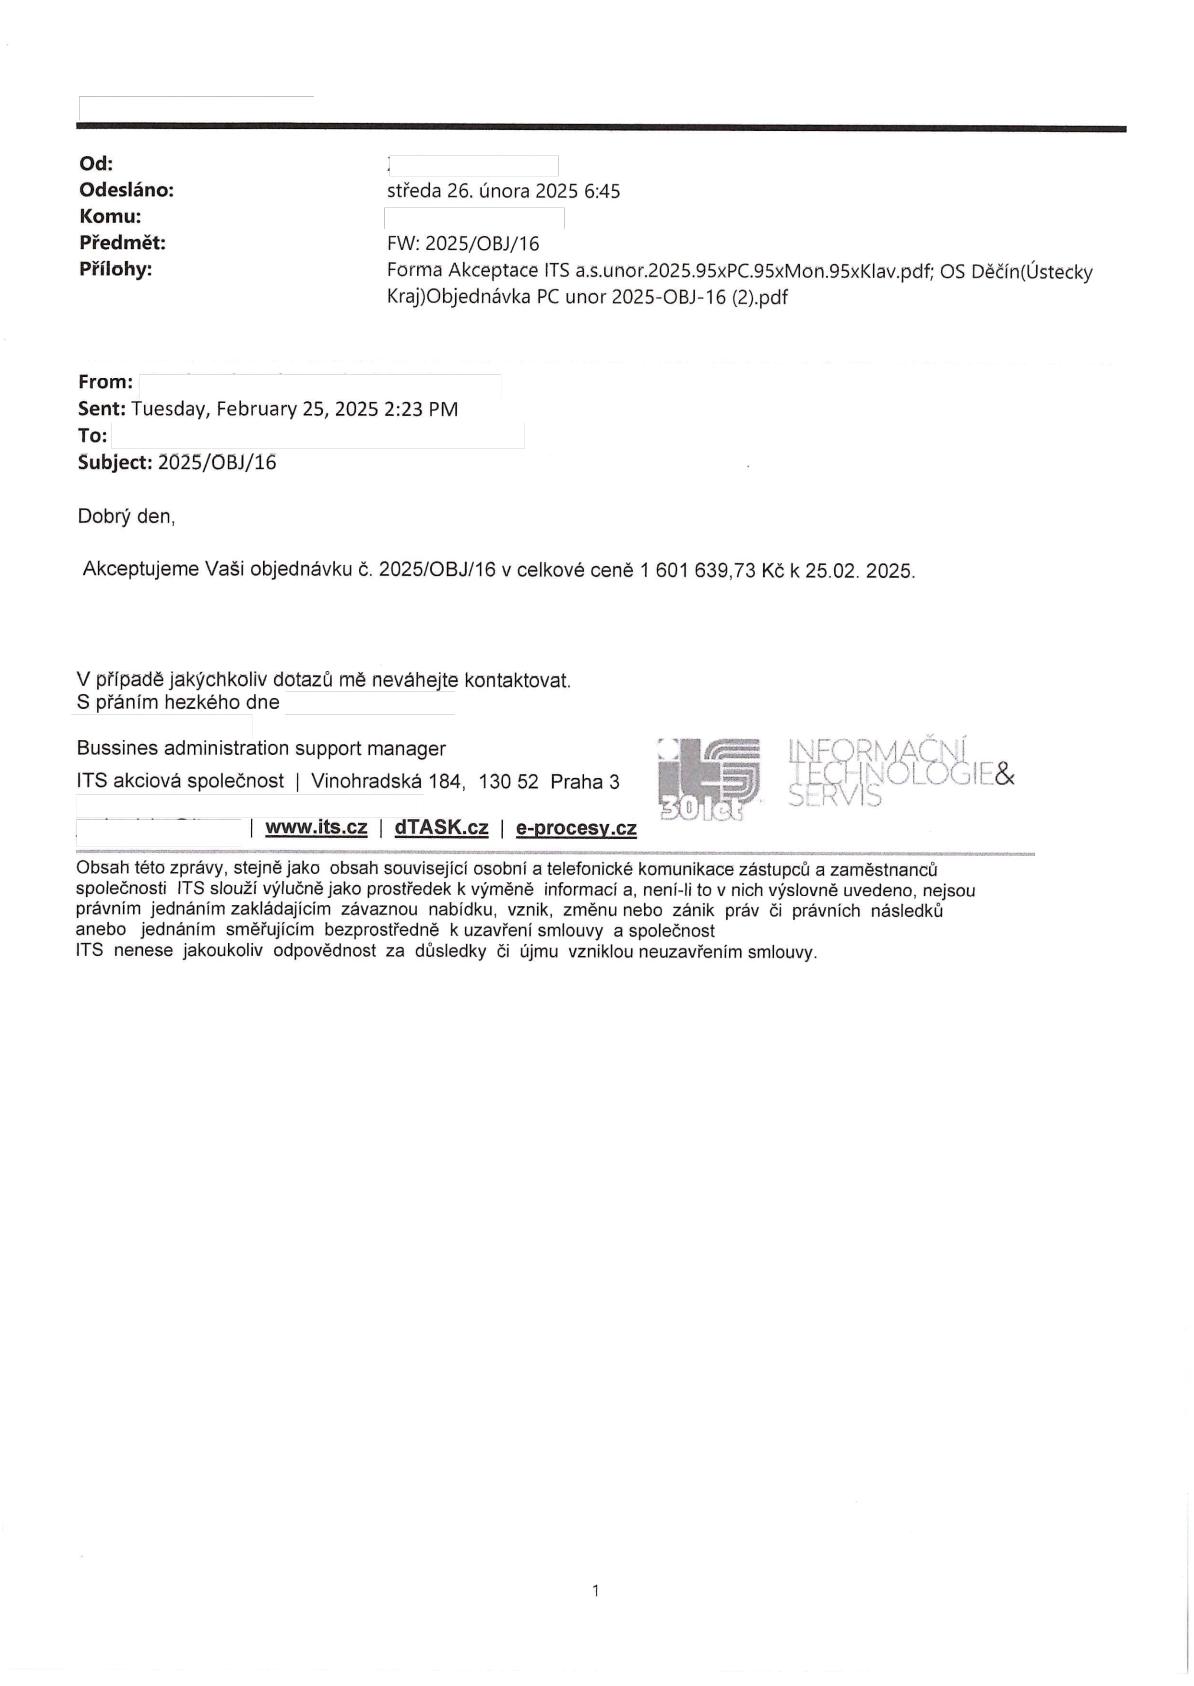 Od:
Odesláno: středa 26. února 2025 6:45
Komu:
Předmět: FW: 2025/OBJ/16
Přílohy: Forma Akceptace ITS a.s.unor.2025.95xPC.95xMon.95xKlav.pdf; OS Děčín(Ústecky
Kraj)Objednávka PC unor 2025-OBJ-16 (2).pdf
From:
Sent: Tuesday, February 25, 2025 2:23 PM
To:
Subject: 2025/OBJ/16
Dobrý den,
Akceptujeme Vaši objednávku č. 2025/OBJ/16 v celkové ceně 1 601 639,73 Kč k 25.02. 2025.
V případě jakýchkoliv dotazů mě neváhejte kontaktovat.
S přáním hezkého dne
Bussines administration support manager
ITS akciová společnost | Vinohradská 184, 130 52 Praha 3
| www.its.cz | dTASK.cz | e-procesy.cz
its
30 let
INFORMAČNÍ
TECHNOLOGIE&
SERVIS
Obsah této zprávy, stejně jako obsah související osobní a telefonické komunikace zástupců a zaměstnanců
společnosti ITS slouží výlučně jako prostředek k výměně informací a, není-li to v nich výslovně uvedeno, nejsou
právním jednáním zakládajícím závaznou nabídku, vznik, změnu nebo zánik práv či právních následků
anebo jednáním směřujícím bezprostředně k uzavření smlouvy a společnost
ITS nenese jakoukoliv odpovědnost za důsledky či újmu vzniklou neuzavřením smlouvy.
1